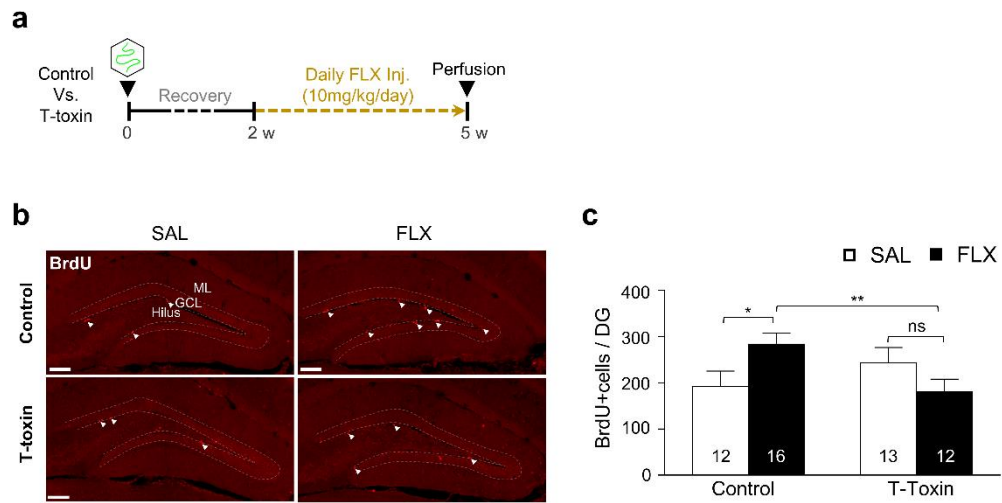 a
Control
Vs.
T-toxin
Recovery
Daily FLX Inj.
(10mg/kg/day)
Perfusion
0
2 w
5 w
b
SAL
FLX
Control
BrdU
ML
GCL
Hilus
T-toxin
c
SAL
FLX
BrdU+cells / DG
400
300
200
100
0
*
**
ns
12
16
13
12
Control
T-Toxin